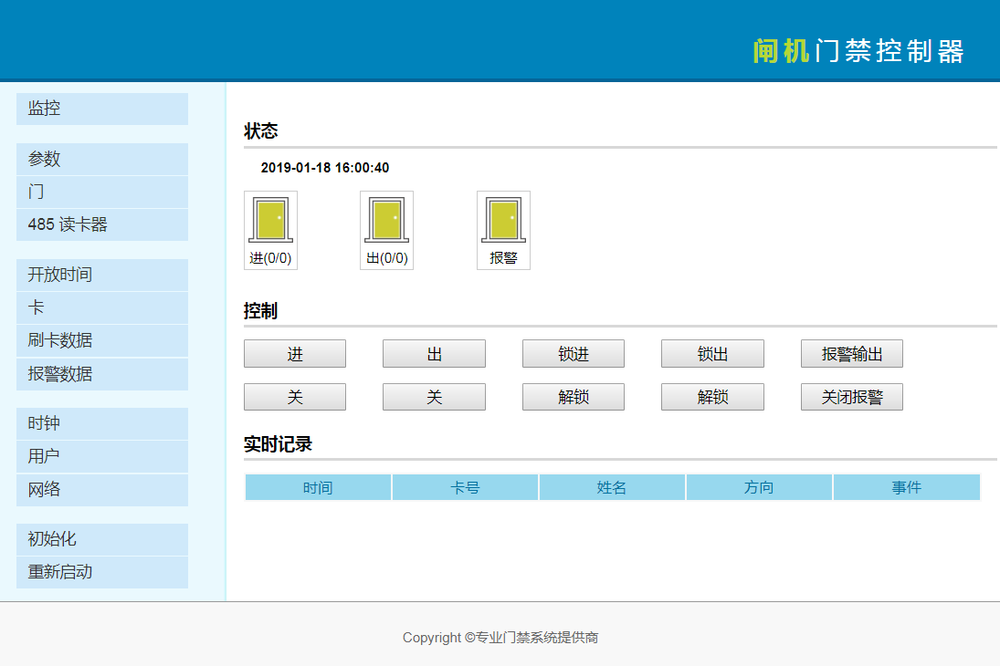 闸机门禁控制器
监控
参数
门
485 读卡器
开放时间
卡
刷卡数据
报警数据
时钟
用户
网络
初始化
重新启动
状态
2019-01-18 16:00:40
进(0/0) 出(0/0) 报警
控制
进 出 锁进 锁出 报警输出
关 关 解锁 解锁 关闭报警
实时记录
时间 卡号 姓名 方向 事件
Copyright ©专业门禁系统提供商